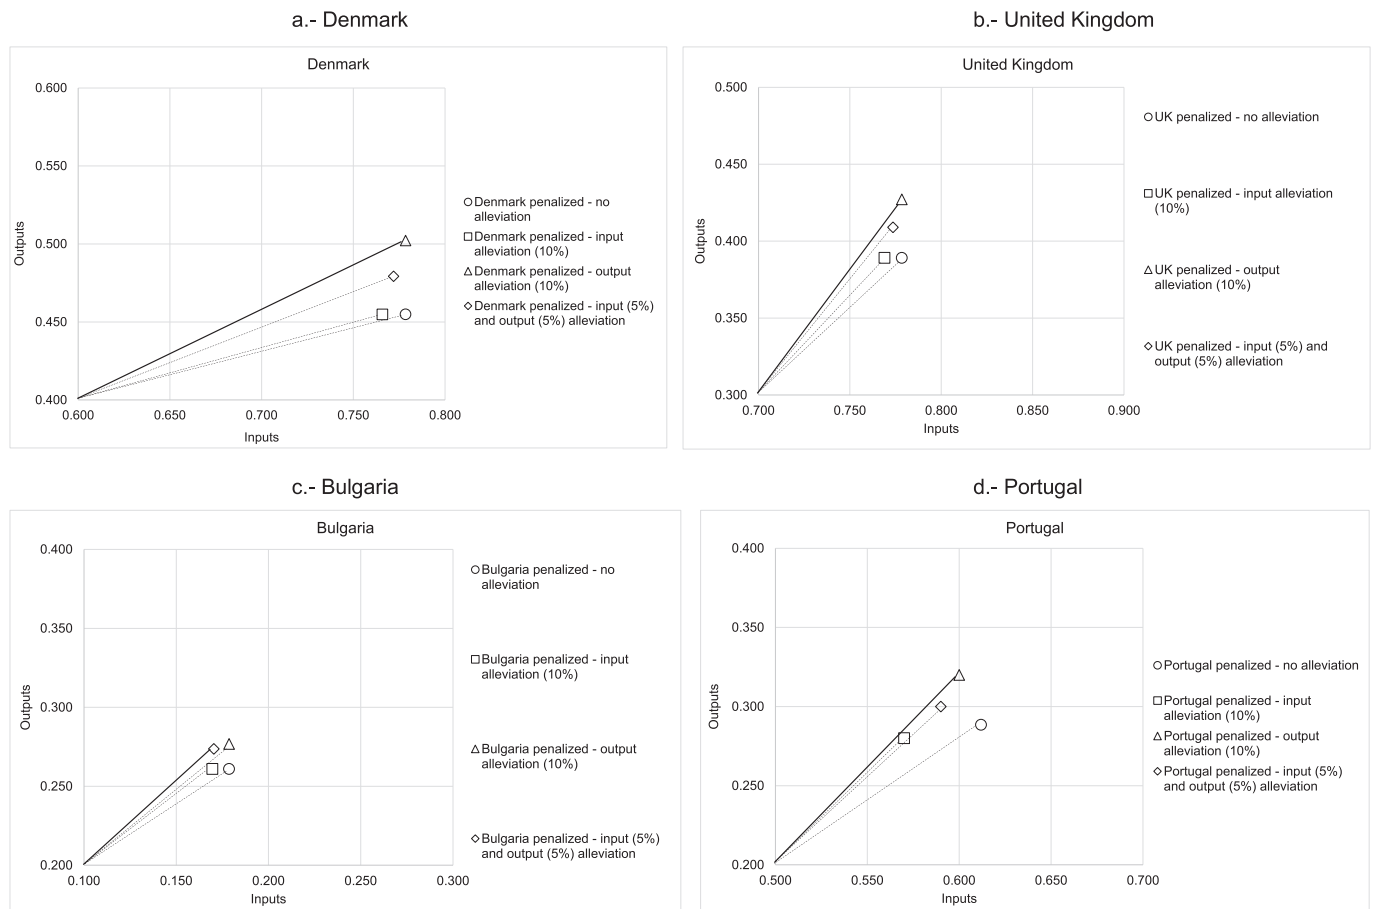 a.- Denmark
Denmark
0.600
0.550
0.500
0.450
0.400
Outputs
0.600 0.650 0.700 0.750 0.800
Inputs
Denmark penalized - no
alleviation
Denmark penalized - input
alleviation (10%)
Denmark penalized - output
alleviation (10%)
Denmark penalized - input (5%)
and output (5%) alleviation
b.- United Kingdom
United Kingdom
0.500
0.450
0.400
0.350
0.300
Outputs
0.700 0.750 0.800 0.850 0.900
Inputs
UK penalized - no alleviation
UK penalized - input alleviation
(10%)
UK penalized - output
alleviation (10%)
UK penalized - input (5%) and
output (5%) alleviation
c.- Bulgaria
Bulgaria
0.400
0.350
0.300
0.250
0.200
Outputs
0.100 0.150 0.200 0.250 0.300
Inputs
Bulgaria penalized - no
alleviation
Bulgaria penalized - input
alleviation (10%)
Bulgaria penalized - output
alleviation (10%)
Bulgaria penalized - input (5%)
and output (5%) alleviation
d.- Portugal
Portugal
0.400
0.350
0.300
0.250
0.200
Outputs
0.500 0.550 0.600 0.650 0.700
Inputs
Portugal penalized - no alleviation
Portugal penalized - input
alleviation (10%)
Portugal penalized - output
alleviation (10%)
Portugal penalized - input (5%)
and output (5%) alleviation